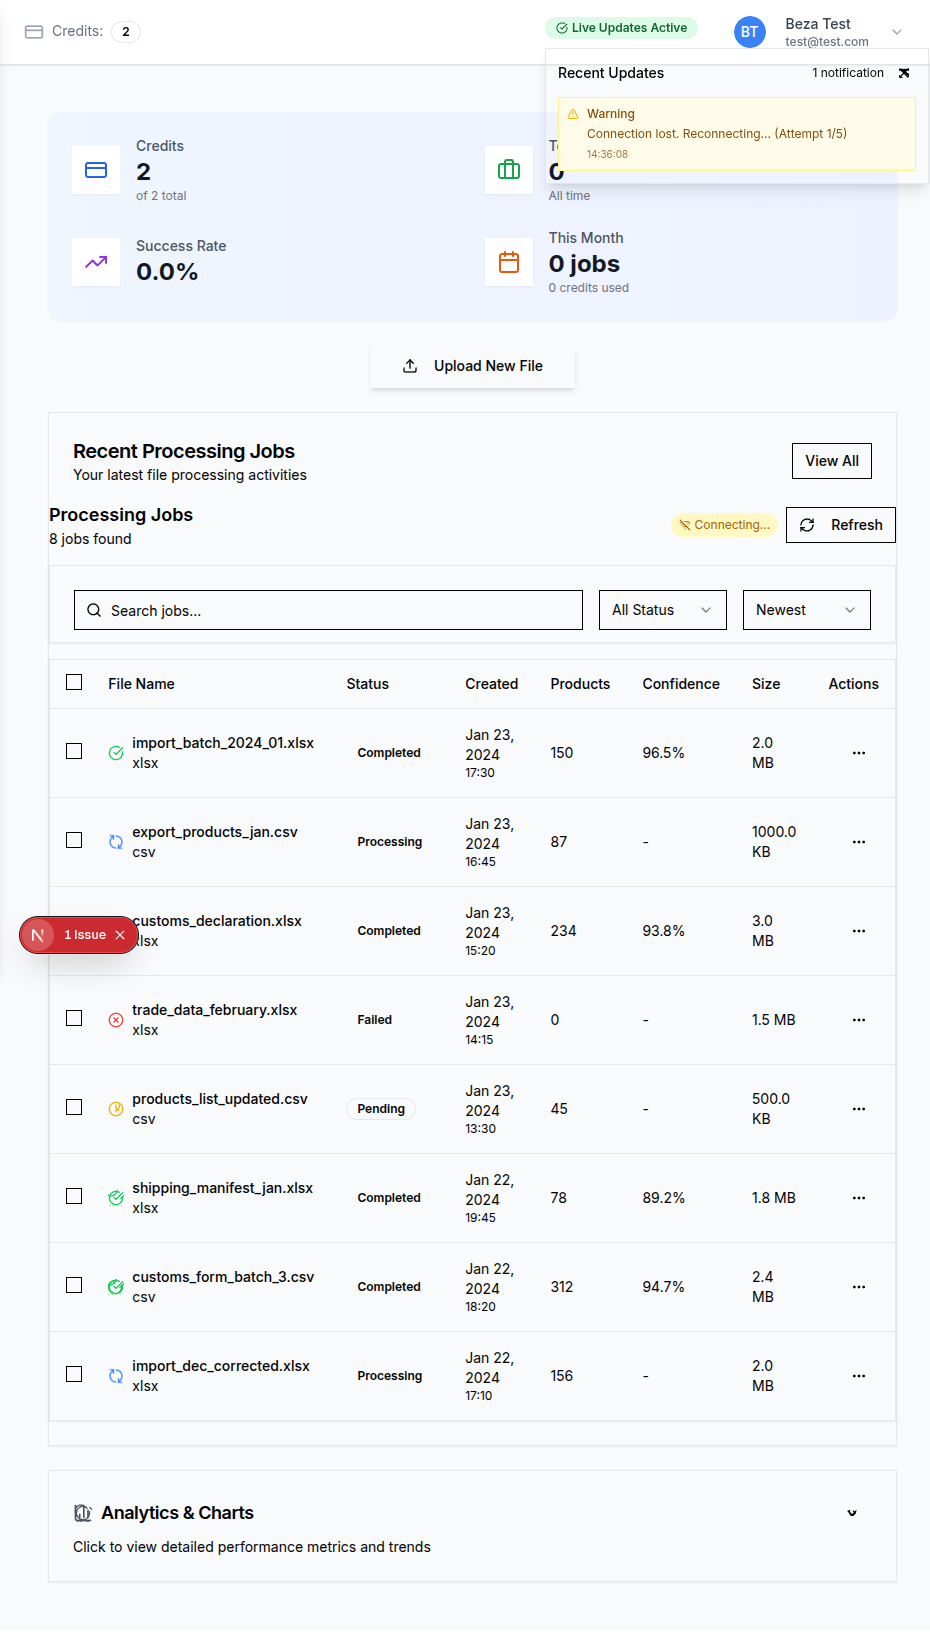 Credits: 2
Live Updates Active
BT
Beza Test
test@test.com
Recent Updates
1 notification
Warning
Connection lost. Reconnecting... (Attempt 1/5)
14:36:08
Credits
2
of 2 total
0
All time
Success Rate
0.0%
This Month
0 jobs
0 credits used
Upload New File
Recent Processing Jobs
Your latest file processing activities
View All
Processing Jobs
8 jobs found
Connecting...
Refresh
Search jobs...
All Status
Newest
File Name Status Created Products Confidence Size Actions
import_batch_2024_01.xlsx
xlsx
Completed
Jan 23,
2024
17:30
150
96.5%
2.0
MB
export_products_jan.csv
csv
Processing
Jan 23,
2024
16:45
87
-
1000.0
KB
customs_declaration.xlsx
xlsx
Completed
Jan 23,
2024
15:20
234
93.8%
3.0
MB
N 1 Issue
trade_data_february.xlsx
xlsx
Failed
Jan 23,
2024
14:15
0
-
1.5 MB
products_list_updated.csv
csv
Pending
Jan 23,
2024
13:30
45
-
500.0
KB
shipping_manifest_jan.xlsx
xlsx
Completed
Jan 22,
2024
19:45
78
89.2%
1.8 MB
customs_form_batch_3.csv
csv
Completed
Jan 22,
2024
18:20
312
94.7%
2.4
MB
import_dec_corrected.xlsx
xlsx
Processing
Jan 22,
2024
17:10
156
-
2.0
MB
Analytics & Charts
Click to view detailed performance metrics and trends